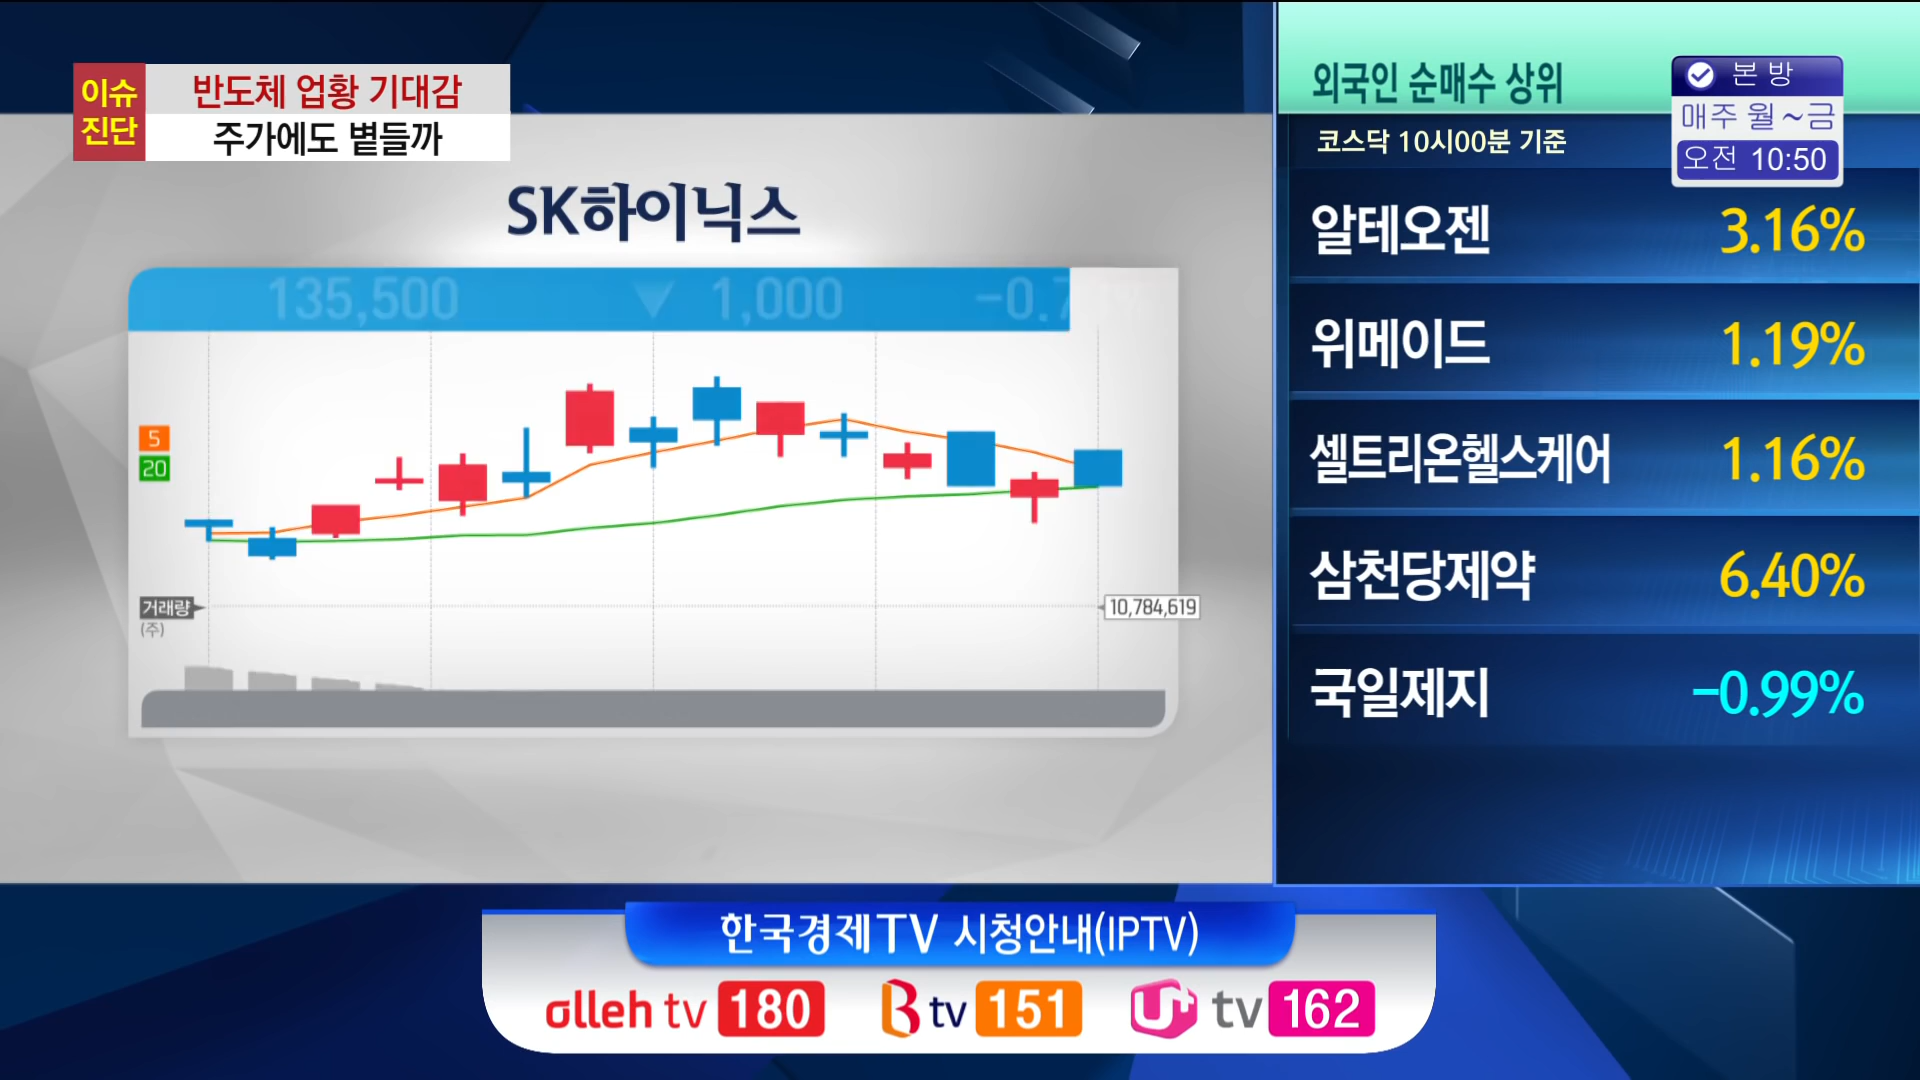 이슈
진단
반도체 업황 기대감
주가에도 볕들까
SK하이닉스
135,500 ▼ 1,000
5
20
거래량
(주)
10,784,619
외국인 순매수 상위
코스닥 10시00분 기준
본 방
매주 월~금
오전 10:50
알테오젠 3.16%
위메이드 1.19%
셀트리온헬스케어 1.16%
삼천당제약 6.40%
국일제지 -0.99%
한국경제TV 시청안내(IPTV)
olleh tv 180 B tv 151 U+ tv 162